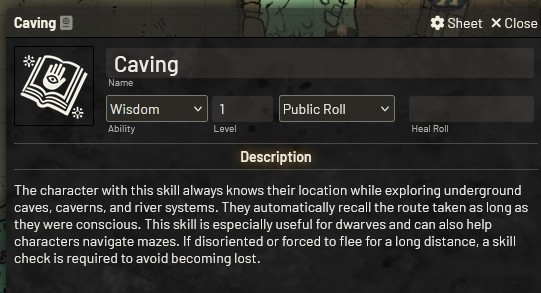 Caving
Sheet
Close
Caving
Name
Wisdom
1
Public Roll
Ability
Level
Heal Roll
Description
The character with this skill always knows their location while exploring underground
caves, caverns, and river systems. They automatically recall the route taken as long as
they were conscious. This skill is especially useful for dwarves and can also help
characters navigate mazes. If disoriented or forced to flee for a long distance, a skill
check is required to avoid becoming lost.